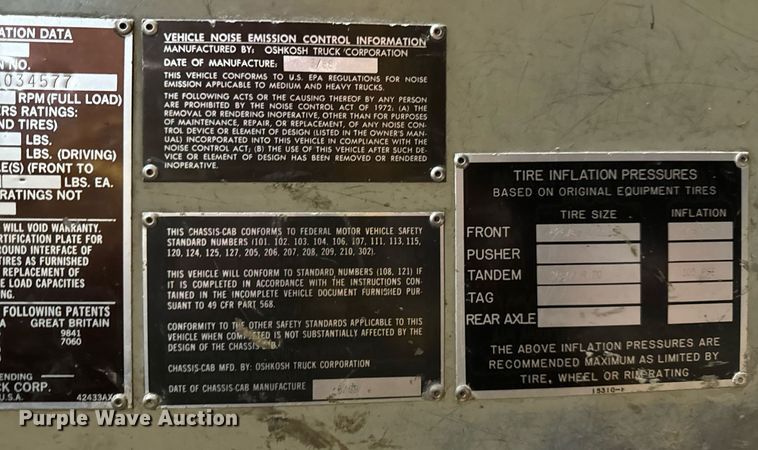 ATION DATA
N NO.
034577
RPM (FULL LOAD)
RS RATINGS:
ND TIRES)
LBS.
LBS. (DRIVING)
E(S) (FRONT TO
LBS. EA.
RATINGS NOT
WILL VOID WARRANTY.
RTIFICATION PLATE FOR
ROUND INTERFACE OF
TIRES AS FURNISHED
REPLACEMENT OF
E LOAD CAPACITIES
NG.
FOLLOWING PATENTS
A GREAT BRITAIN
9841
7060
ENDING
CK CORP.
U.S.A. 42433AX
VEHICLE NOISE EMISSION CONTROL INFORMATION
MANUFACTURED BY: OSHKOSH TRUCK CORPORATION
DATE OF MANUFACTURE:
THIS VEHICLE CONFORMS TO U.S. EPA REGULATIONS FOR NOISE
EMISSION APPLICABLE TO MEDIUM AND HEAVY TRUCKS.
THE FOLLOWING ACTS OR THE CAUSING THEREOF BY ANY PERSON
ARE PROHIBITED BY THE NOISE CONTROL ACT OF 1972: (A) THE
REMOVAL OR RENDERING INOPERATIVE, OTHER THAN FOR PURPOSES
OF MAINTENANCE, REPAIR, OR REPLACEMENT, OF ANY NOISE CON-
TROL DEVICE OR ELEMENT OF DESIGN (LISTED IN THE OWNER'S MAN-
UAL) INCORPORATED INTO THIS VEHICLE IN COMPLIANCE WITH THE
NOISE CONTROL ACT; (B) THE USE OF THIS VEHICLE AFTER SUCH DE-
VICE OR ELEMENT OF DESIGN HAS BEEN REMOVED OR RENDERED
INOPERATIVE.
THIS CHASSIS-CAB CONFORMS TO FEDERAL MOTOR VEHICLE SAFETY
STANDARD NUMBERS (101, 102, 103, 104, 106, 107, 111, 113, 115,
120, 124, 125, 127, 205, 206, 207, 208, 209, 210, 302).
THIS VEHICLE WILL CONFORM TO STANDARD NUMBERS (108, 121) IF
IT IS COMPLETED IN ACCORDANCE WITH THE INSTRUCTIONS CON-
TAINED IN THE INCOMPLETE VEHICLE DOCUMENT FURNISHED PUR-
SUANT TO 49 CFR PART 568.
CONFORMITY TO THE OTHER SAFETY STANDARDS APPLICABLE TO THIS
VEHICLE WHEN COMPLETED IS NOT SUBSTANTIALLY AFFECTED BY THE
DESIGN OF THE CHASSIS-CAB.
CHASSIS-CAB MFD. BY: OSHKOSH TRUCK CORPORATION
DATE OF CHASSIS-CAB MANUFACTURE
TIRE INFLATION PRESSURES
BASED ON ORIGINAL EQUIPMENT TIRES
TIRE SIZE INFLATION
FRONT
PUSHER
TANDEM
TAG
REAR AXLE
THE ABOVE INFLATION PRESSURES ARE
RECOMMENDED MAXIMUM AS LIMITED BY
TIRE, WHEEL OR RIM RATING
Purple Wave Auction